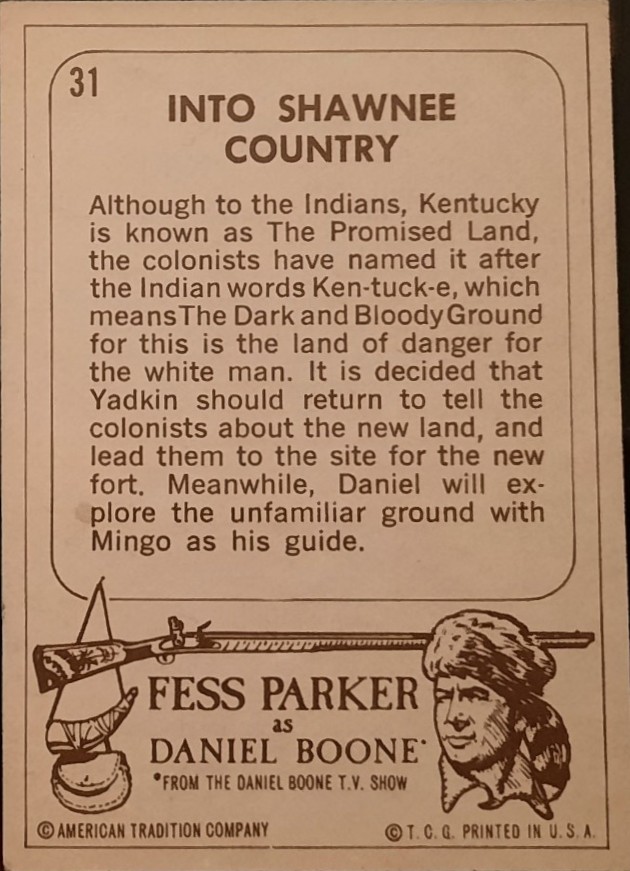 31
INTO SHAWNEE
COUNTRY
Although to the Indians, Kentucky
is known as The Promised Land,
the colonists have named it after
the Indian words Ken-tuck-e, which
means The Dark and Bloody Ground
for this is the land of danger for
the white man. It is decided that
Yadkin should return to tell the
colonists about the new land, and
lead them to the site for the new
fort. Meanwhile, Daniel will ex-
plore the unfamiliar ground with
Mingo as his guide.
FESS PARKER
as
DANIEL BOONE*
*FROM THE DANIEL BOONE T.V. SHOW
© AMERICAN TRADITION COMPANY
© T. C. G. PRINTED IN U. S. A.